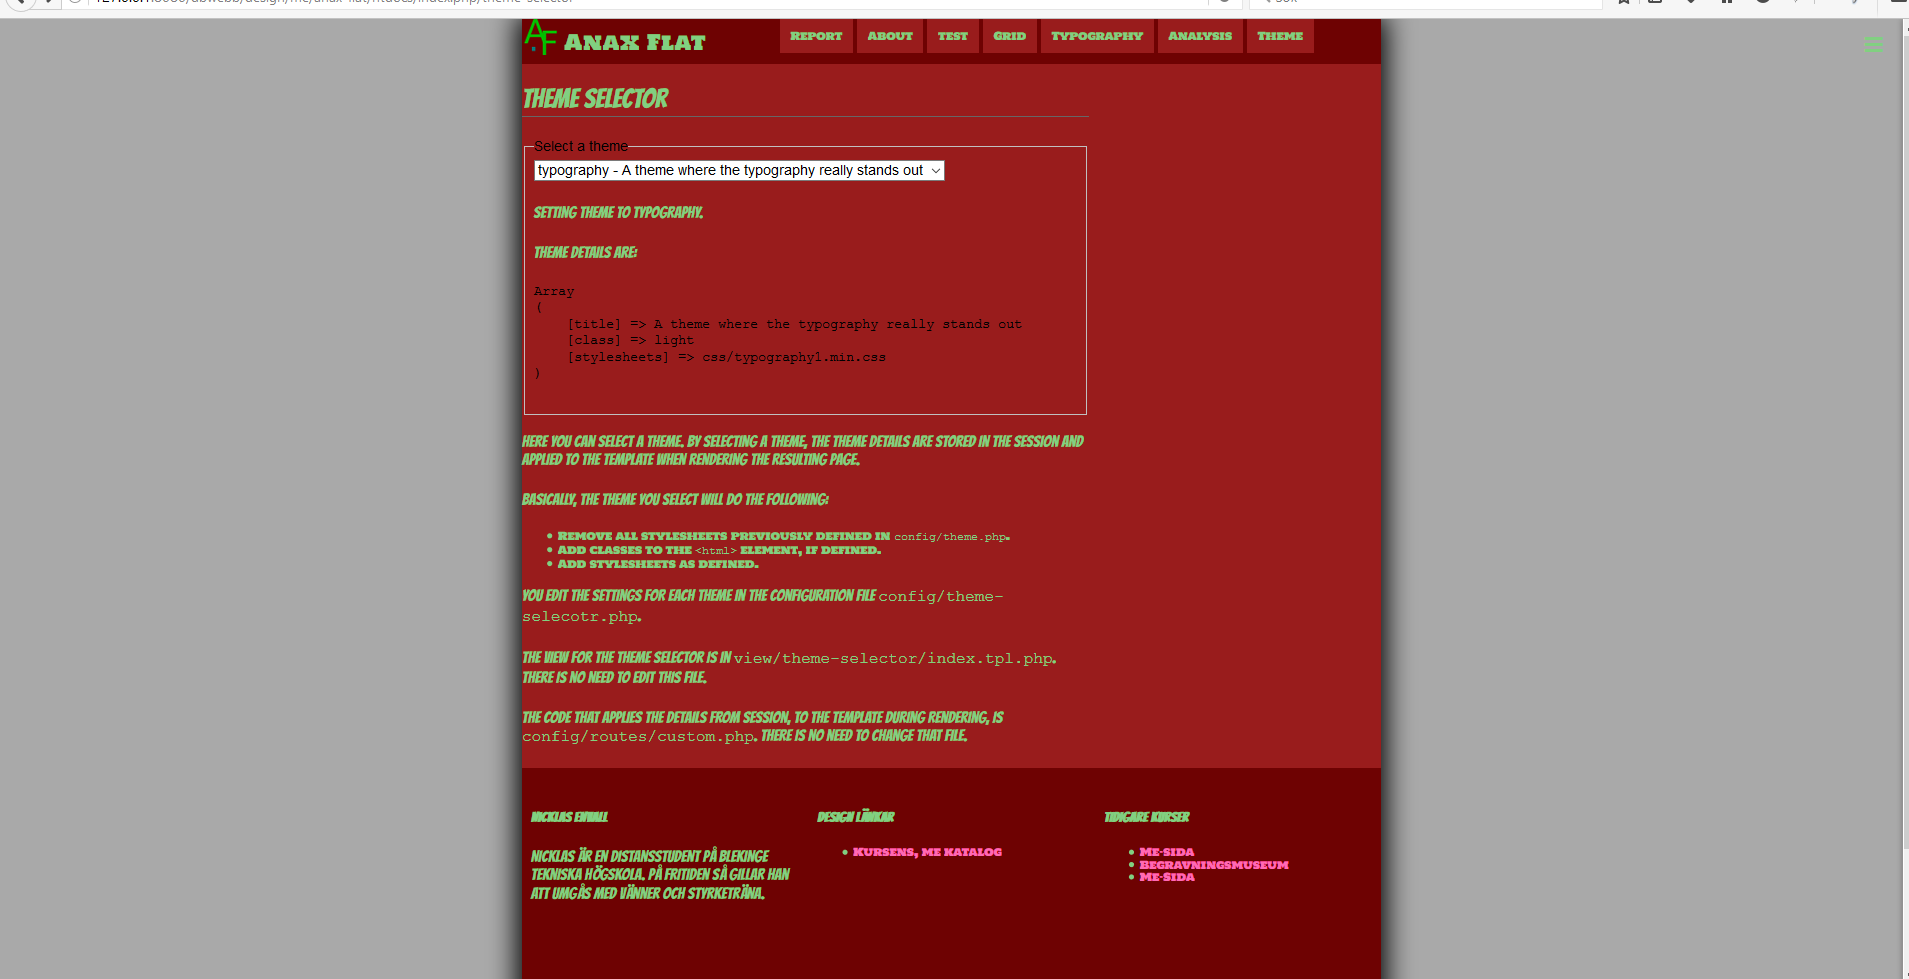 AF Anax Flat
Report About Test Grid Typography Analysis Theme
Theme Selector
Select a theme
typography - A theme where the typography really stands out
Setting theme to typography.
Theme details are:
Array
(
[title] => A theme where the typography really stands out
[class] => light
[stylesheets] => css/typography1.min.css
)
Here you can select a theme. By selecting a theme, the theme details are stored in the session and
applied to the template when rendering the resulting page.
Basically, the theme you select will do the following:
• Remove all stylesheets previously defined in config/theme.php.
• Add classes to the <html> element, if defined.
• Add stylesheets as defined.
You edit the settings for each theme in the configuration file config/theme-
selecotr.php.
The view for the theme selector is in view/theme-selector/index.tpl.php.
There is no need to edit this file.
The code that applies the details from session, to the template during rendering, is
config/routes/custom.php. There is no need to change that file.
Nicklas Envall
Nicklas är en distansstudent på Blekinge
Tekniska Högskola. På fritiden så gillar han
att umgås med vänner och styrketräna.
Design länkar
• Kursens, me katalog
Tidigare kurser
• Me-sida
• Begravningsmuseum
• Me-Sida